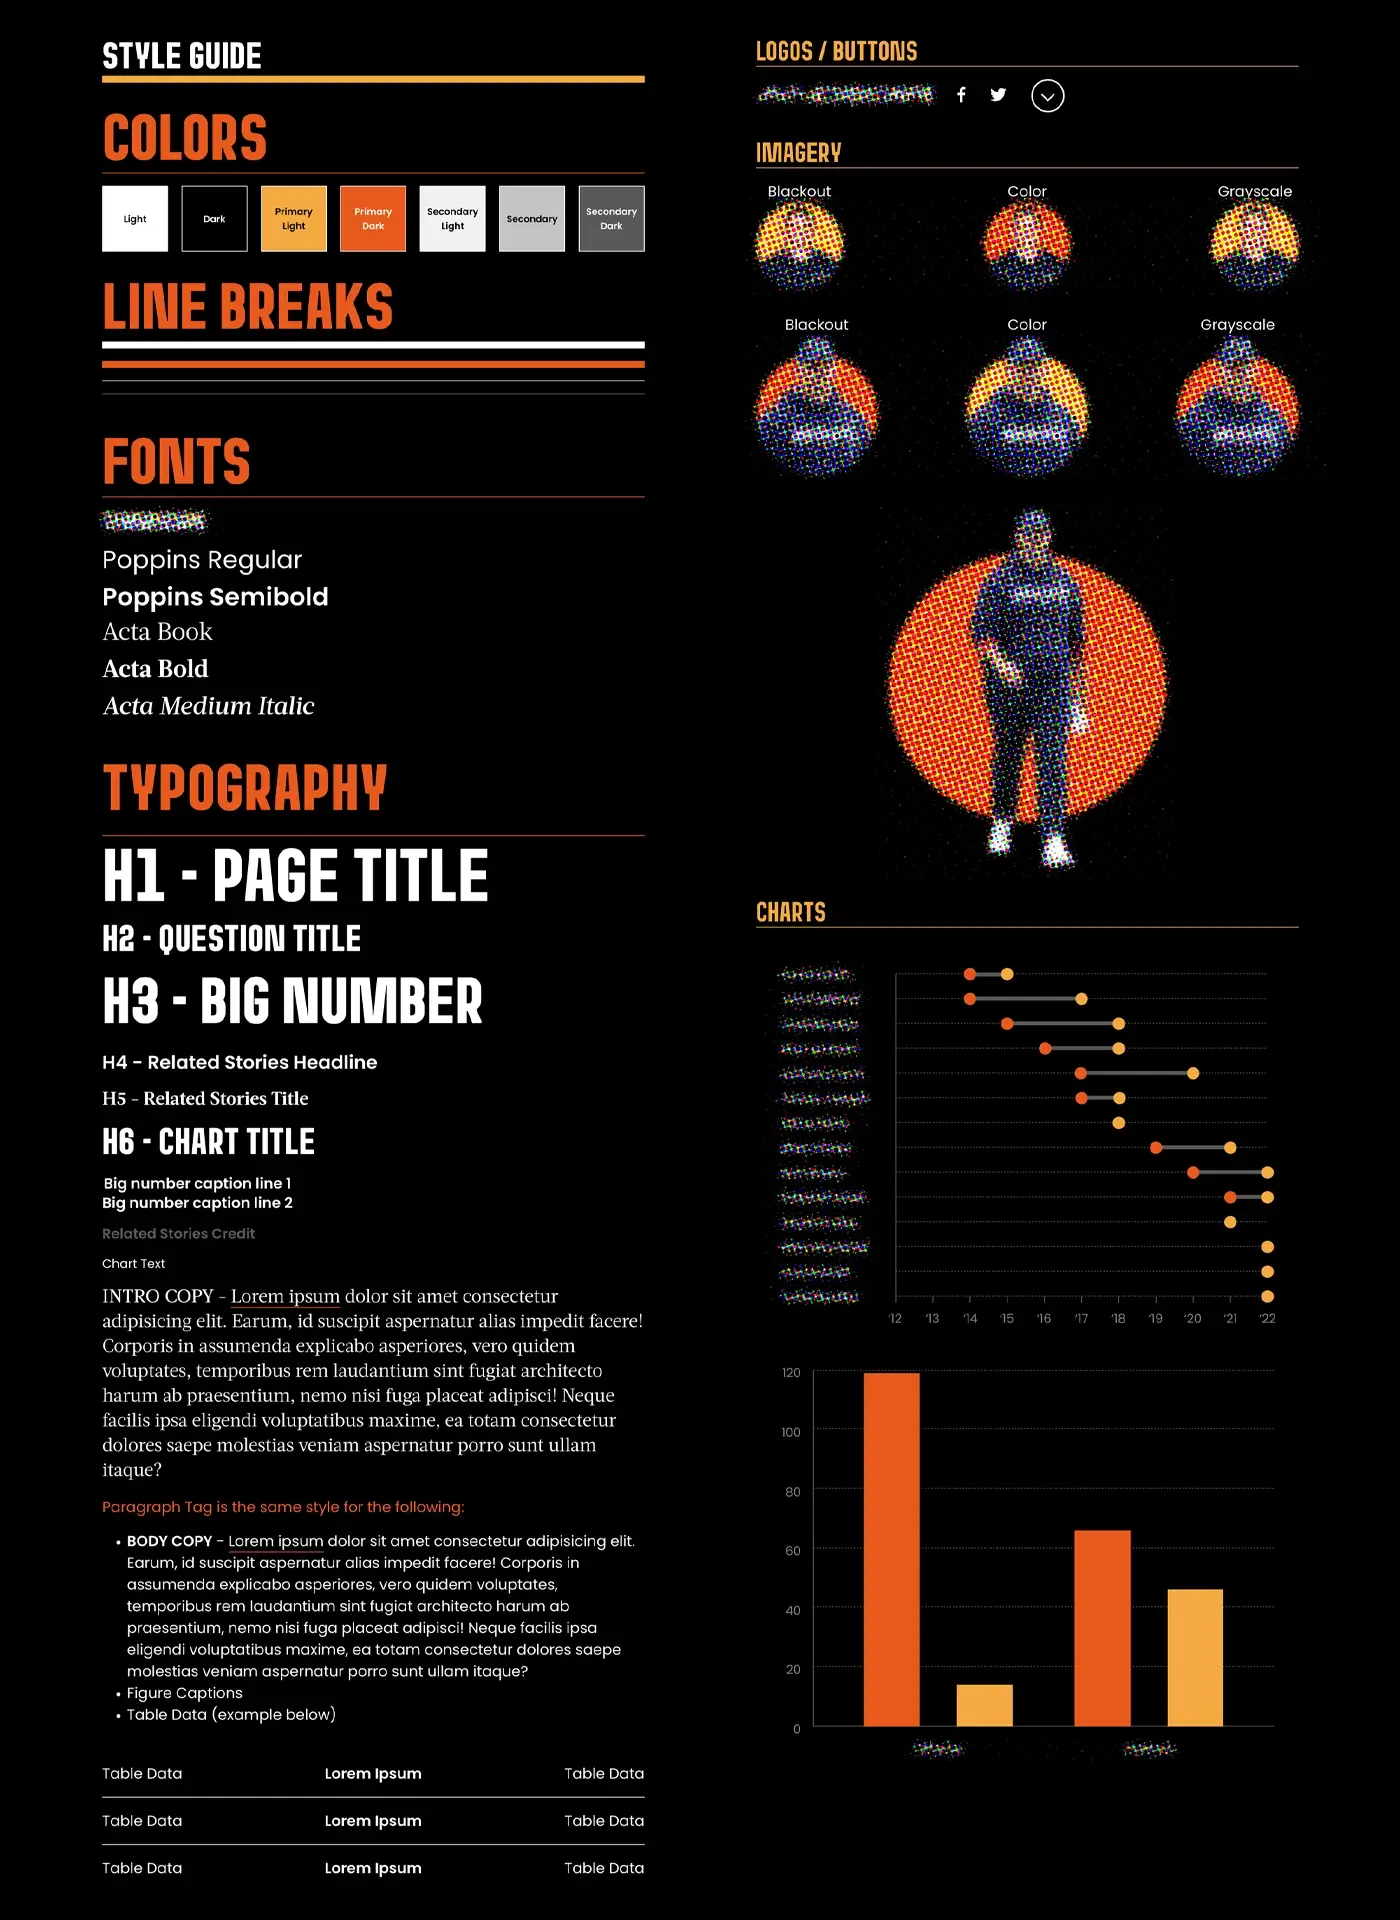 STYLE GUIDE
COLORS
Light
Dark
Primary
Light
Primary
Dark
Secondary
Light
Secondary
Secondary
Dark
LINE BREAKS
FONTS
Poppins Regular
Poppins Semibold
Acta Book
Acta Bold
Acta Medium Italic
TYPOGRAPHY
H1 - PAGE TITLE
H2 - QUESTION TITLE
H3 - BIG NUMBER
H4 - Related Stories Headline
H5 - Related Stories Title
H6 - CHART TITLE
Big number caption line 1
Big number caption line 2
Related Stories Credit
Chart Text
INTRO COPY - Lorem ipsum dolor sit amet consectetur
adipisicing elit. Earum, id suscipit aspernatur alias impedit facere!
Corporis in assumenda explicabo asperiores, vero quidem
voluptates, temporibus rem laudantium sint fugiat architecto
harum ab praesentium, nemo nisi fuga placeat adipisci! Neque
facilis ipsa eligendi voluptatibus maxime, ea totam consectetur
dolores saepe molestias veniam aspernatur porro sunt ullam
itaque?
Paragraph Tag is the same style for the following:
• BODY COPY - Lorem ipsum dolor sit amet consectetur adipisicing elit.
Earum, id suscipit aspernatur alias impedit facere! Corporis in
assumenda explicabo asperiores, vero quidem voluptates,
temporibus rem laudantium sint fugiat architecto harum ab
praesentium, nemo nisi fuga placeat adipisci! Neque facilis ipsa
eligendi voluptatibus maxime, ea totam consectetur dolores saepe
molestias veniam aspernatur porro sunt ullam itaque?
• Figure Captions
• Table Data (example below)
Table Data Lorem Ipsum Table Data
Table Data Lorem Ipsum Table Data
Table Data Lorem Ipsum Table Data
LOGOS / BUTTONS
IMAGERY
Blackout Color Grayscale
Blackout Color Grayscale
CHARTS
'12 '13 '14 '15 '16 '17 '18 '19 '20 '21 '22
120
100
80
60
40
20
0